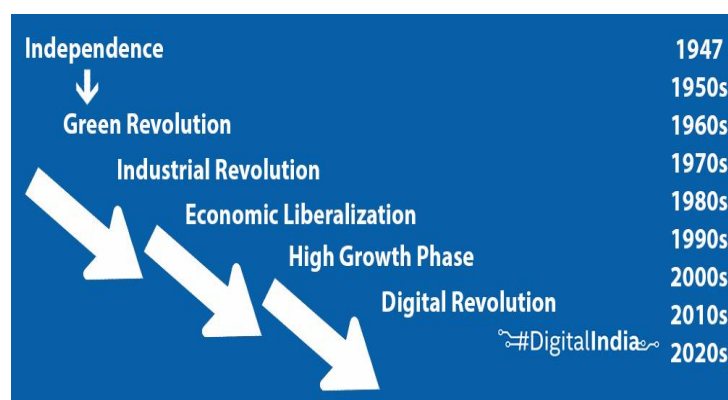 Independence
1947
1950s
Green Revolution
1960s
Industrial Revolution
1970s
Economic Liberalization
1980s
High Growth Phase
1990s
2000s
Digital Revolution
2010s
#DigitalIndia
2020s